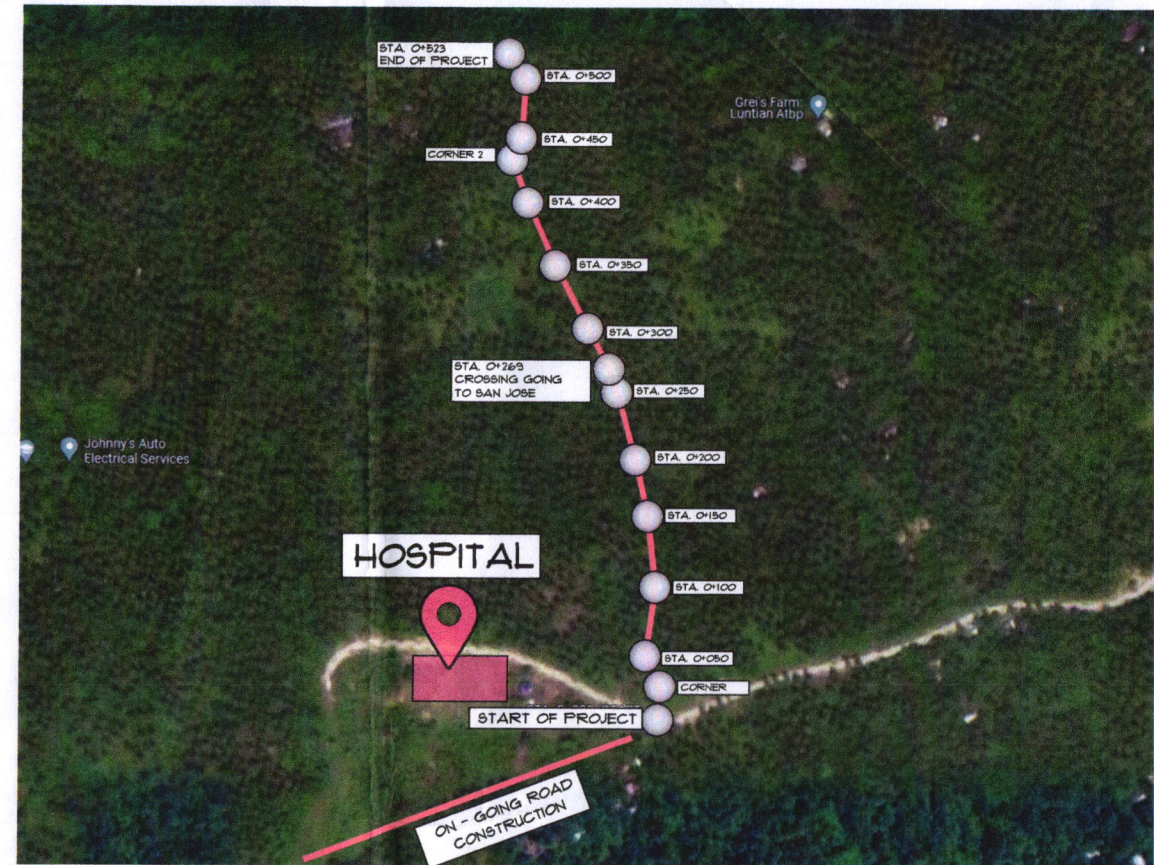 STA. 0+523
END OF PROJECT
STA. 0+500
Grei's Farm
Luntian Atbp
STA. 0+450
CORNER 2
STA. 0+400
STA. 0+350
STA. 0+300
STA. 0+269
CROSSING GOING
TO SAN JOSE
STA. 0+250
Johnny's Auto
Electrical Services
STA. 0+200
STA. 0+150
HOSPITAL
STA. 0+100
STA. 0+050
CORNER
START OF PROJECT
ON - GOING ROAD
CONSTRUCTION